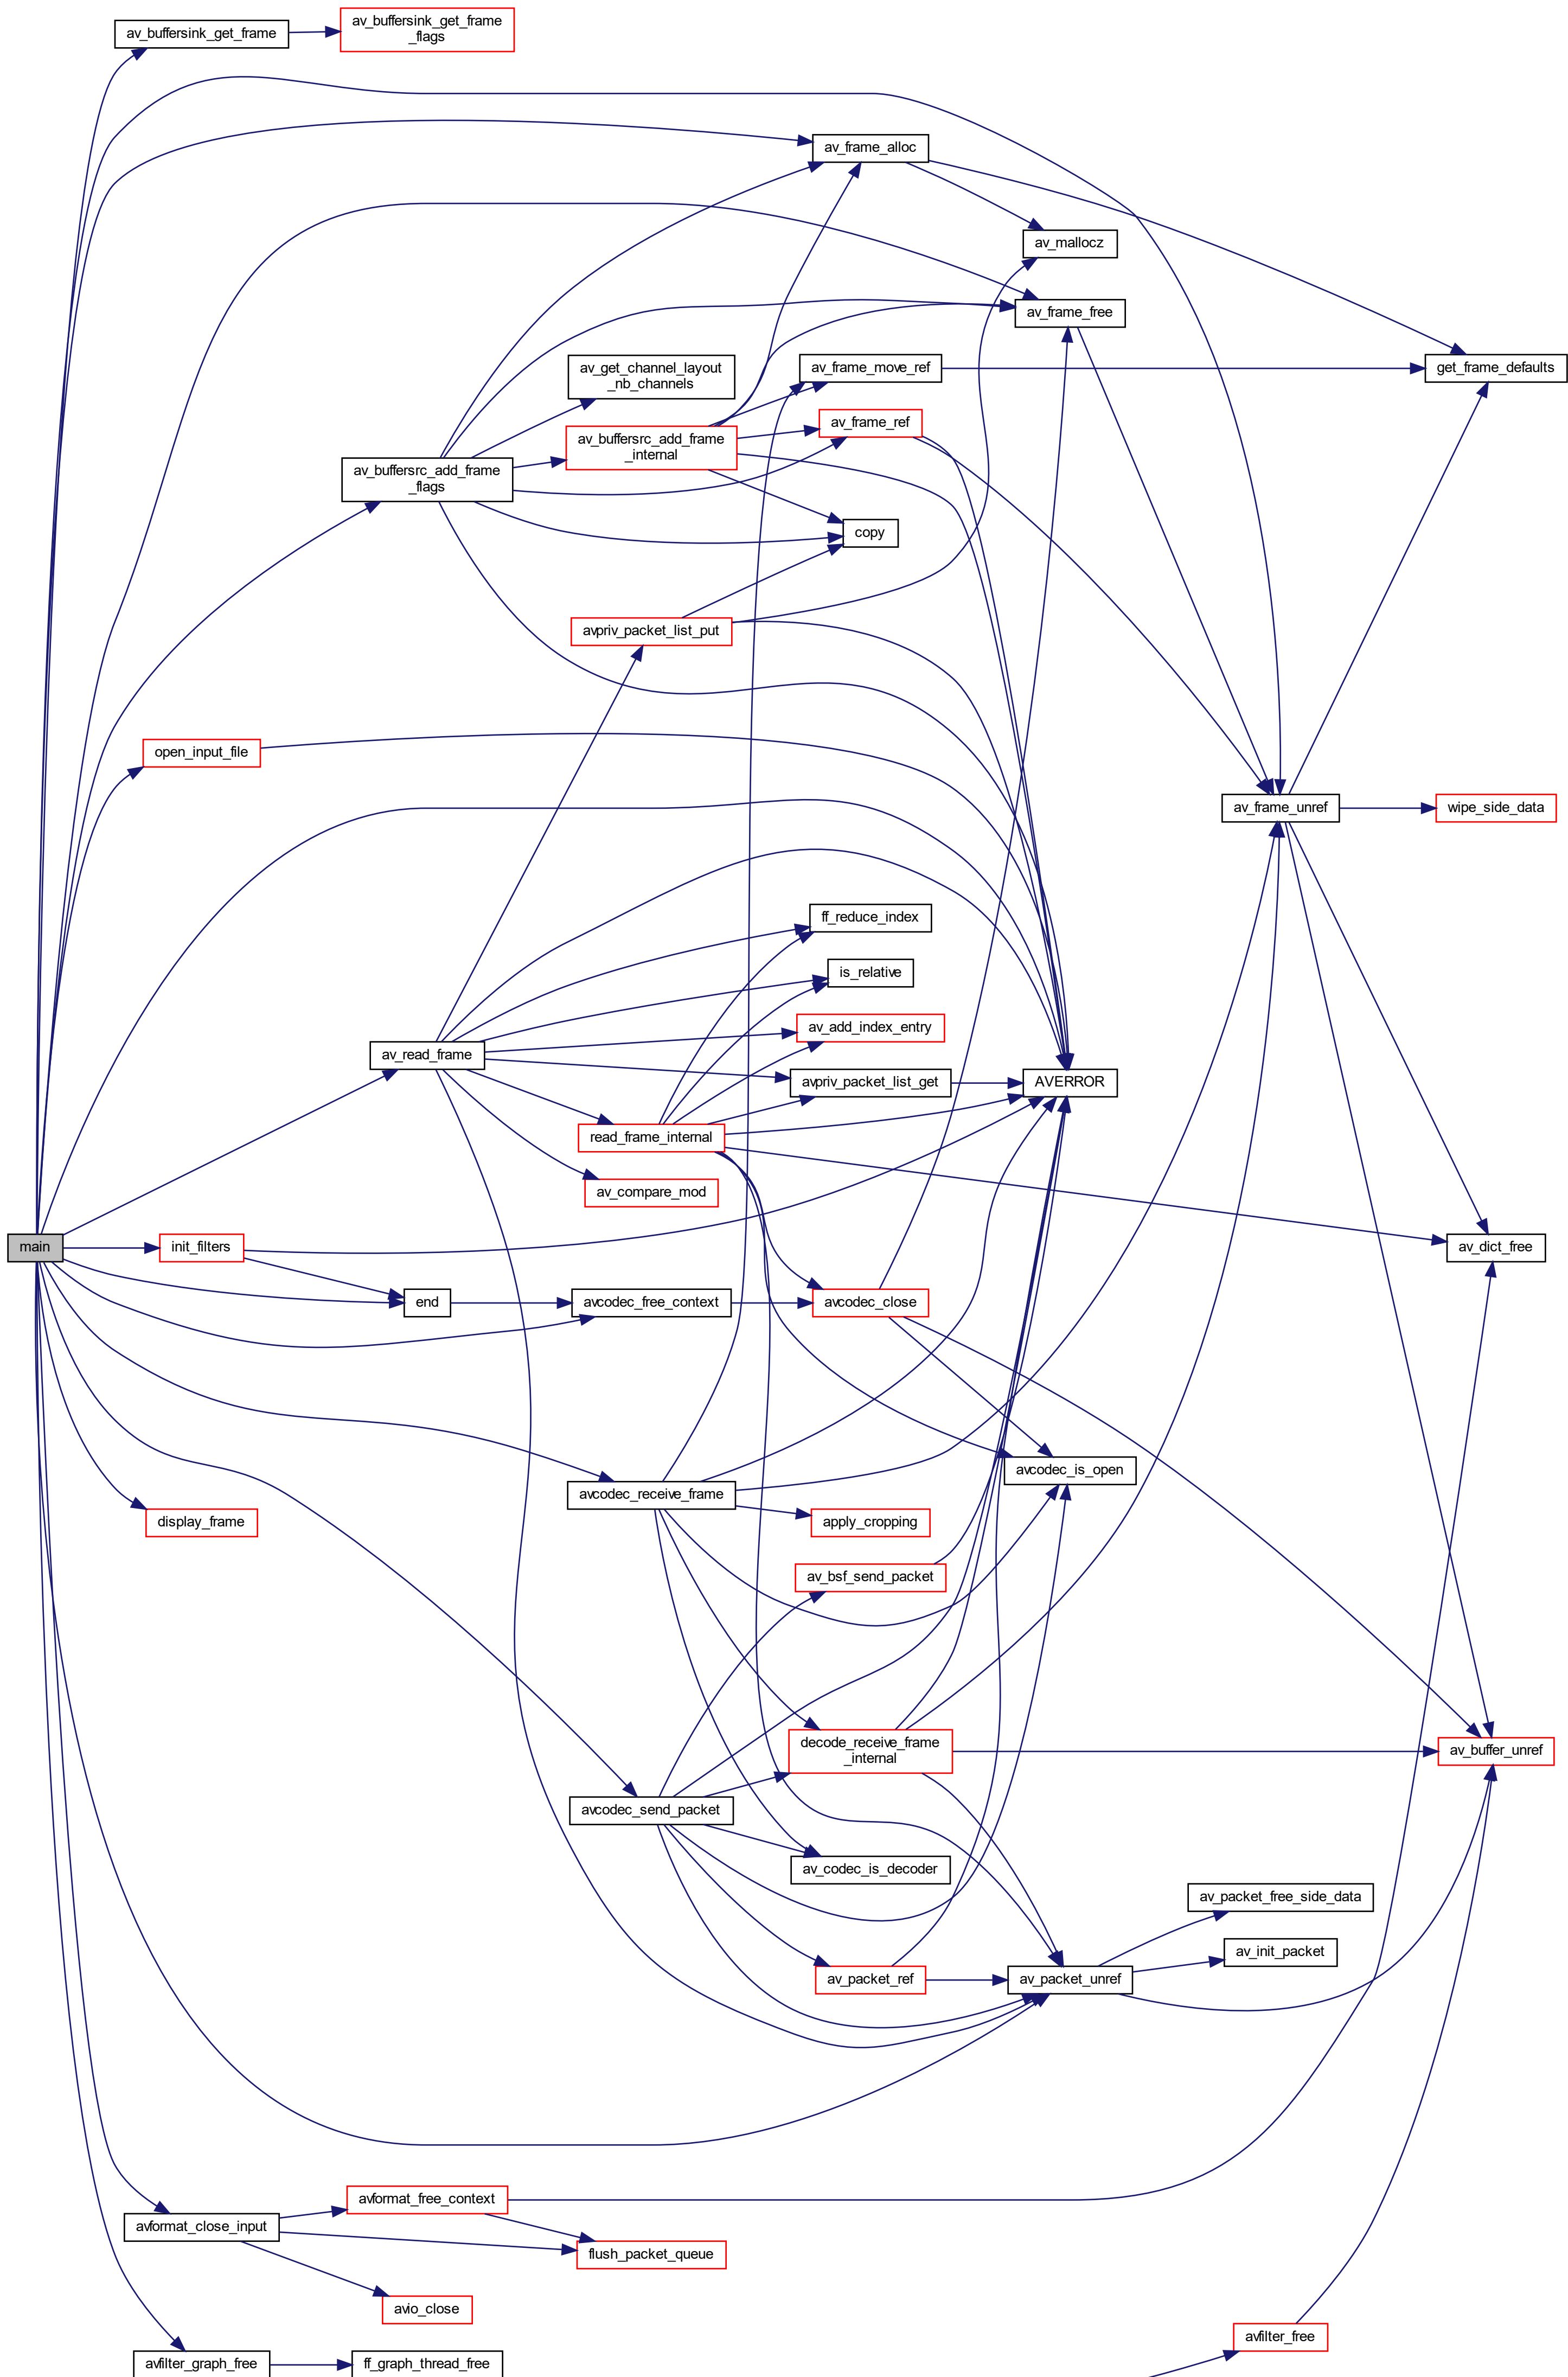 av_buffersink_get_frame
av_buffersink_get_frame
_flags
av_frame_alloc
av_mallocz
av_frame_free
av_get_channel_layout
_nb_channels
av_frame_move_ref
get_frame_defaults
av_frame_ref
av_buffersrc_add_frame
_internal
av_buffersrc_add_frame
_flags
copy
avpriv_packet_list_put
open_input_file
av_frame_unref
wipe_side_data
ff_reduce_index
is_relative
av_add_index_entry
av_read_frame
avpriv_packet_list_get
AVERROR
read_frame_internal
av_compare_mod
main
init_filters
av_dict_free
end
avcodec_free_context
avcodec_close
avcodec_is_open
avcodec_receive_frame
display_frame
apply_cropping
av_bsf_send_packet
decode_receive_frame
_internal
av_buffer_unref
avcodec_send_packet
av_codec_is_decoder
av_packet_free_side_data
av_init_packet
av_packet_ref
av_packet_unref
avformat_free_context
avformat_close_input
flush_packet_queue
avio_close
avfilter_free
avfilter_graph_free
ff_graph_thread_free